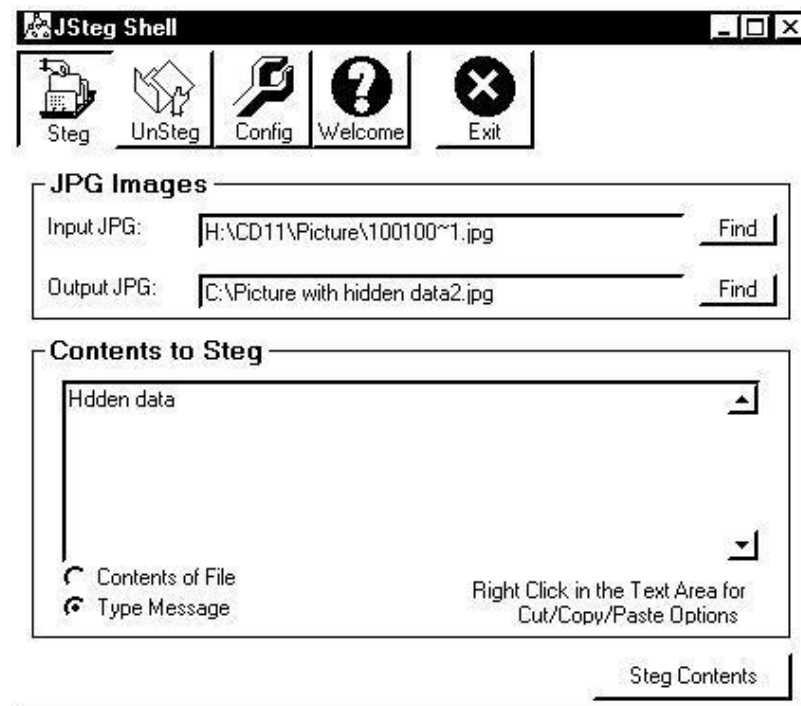 JSteg Shell
Steg UnSteg Config Welcome Exit
JPG Images
Input JPG: H:\CD11\Picture\100100~1.jpg Find
Output JPG: C:\Picture with hidden data2.jpg Find
Contents to Steg
Hdden data
Contents of File
Type Message
Right Click in the Text Area for
Cut/Copy/Paste Options
Steg Contents